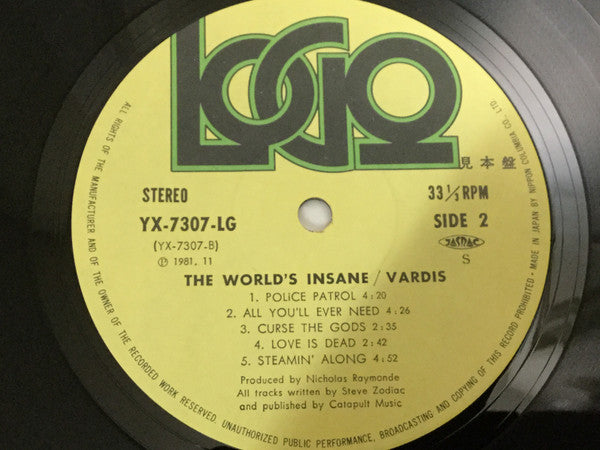 LOGO
見本盤
STEREO
33 1/3 RPM
YX-7307-LG
SIDE 2
(YX-7307-B)
JASRAC
℗ 1981. 11
S
THE WORLD'S INSANE / VARDIS
1. POLICE PATROL 4:20
2. ALL YOU'LL EVER NEED 4:26
3. CURSE THE GODS 2:35
4. LOVE IS DEAD 2:42
5. STEAMIN' ALONG 4:52
Produced by Nicholas Raymonde
All tracks written by Steve Zodiac
and published by Catapult Music
ALL RIGHTS OF THE MANUFACTURER AND OF THE OWNER OF THE RECORDED WORK RESERVED. UNAUTHORIZED PUBLIC PERFORMANCE, BROADCASTING AND COPYING OF THIS RECORD PROHIBITED · MADE IN JAPAN BY NIPPON COLUMBIA CO., LTD.